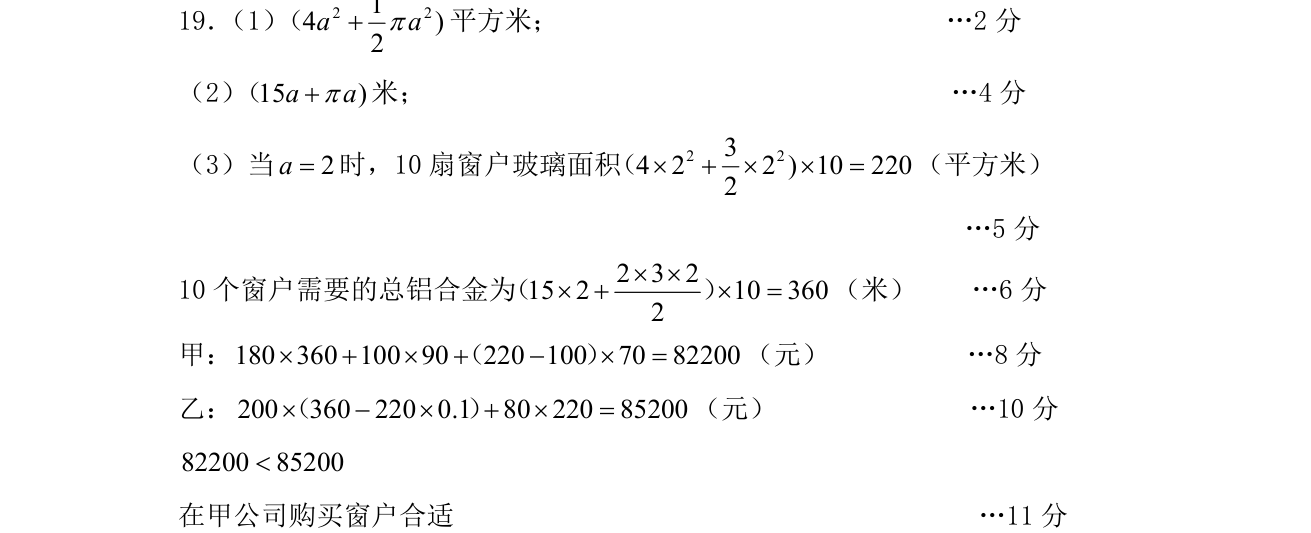 19.（1）(4a² + 1/2 πa²)平方米； …2 分
（2）(15a + πa)米； …4 分
（3）当a = 2时，10 扇窗户玻璃面积(4×2² + 3/2 ×2²)×10 = 220（平方米）
…5 分
10 个窗户需要的总铝合金为(15×2 + (2×3×2)/2)×10 = 360（米） …6 分
甲：180×360+100×90+(220−100)×70 = 82200（元） …8 分
乙：200×(360−220×0.1)+80×220 = 85200（元） …10 分
82200 < 85200
在甲公司购买窗户合适 …11 分